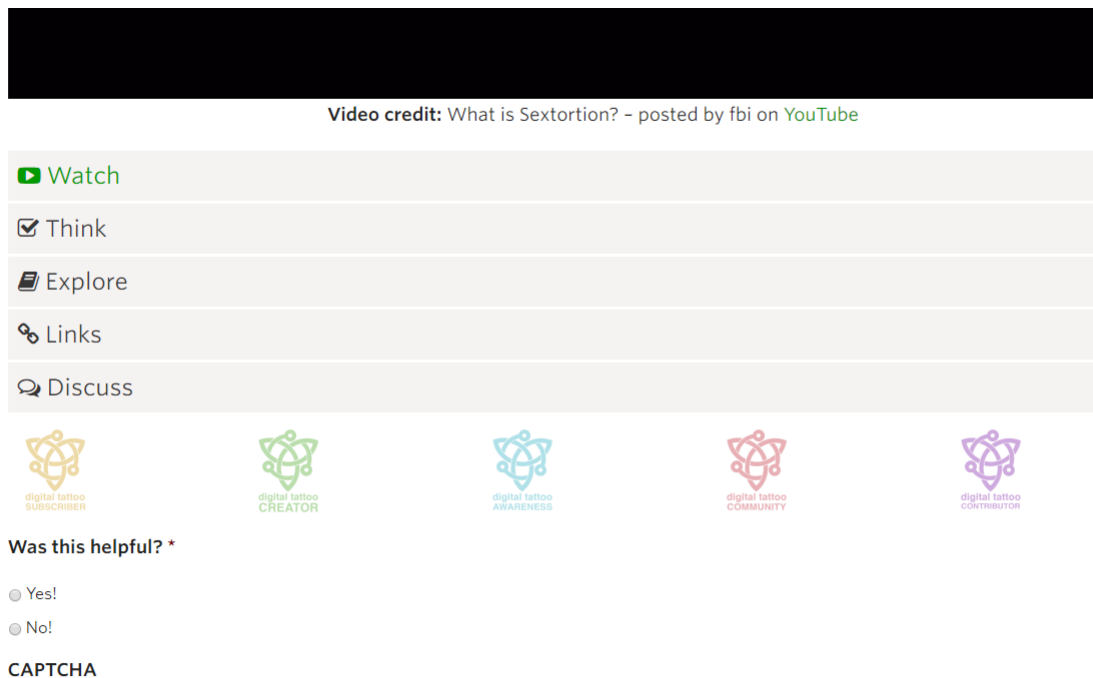 Video credit: What is Sextortion? – posted by fbi on YouTube
Watch
Think
Explore
Links
Discuss
digital tattoo
SUBSCRIBER
digital tattoo
CREATOR
digital tattoo
AWARENESS
digital tattoo
COMMUNITY
digital tattoo
CONTRIBUTOR
Was this helpful? *
Yes!
No!
CAPTCHA